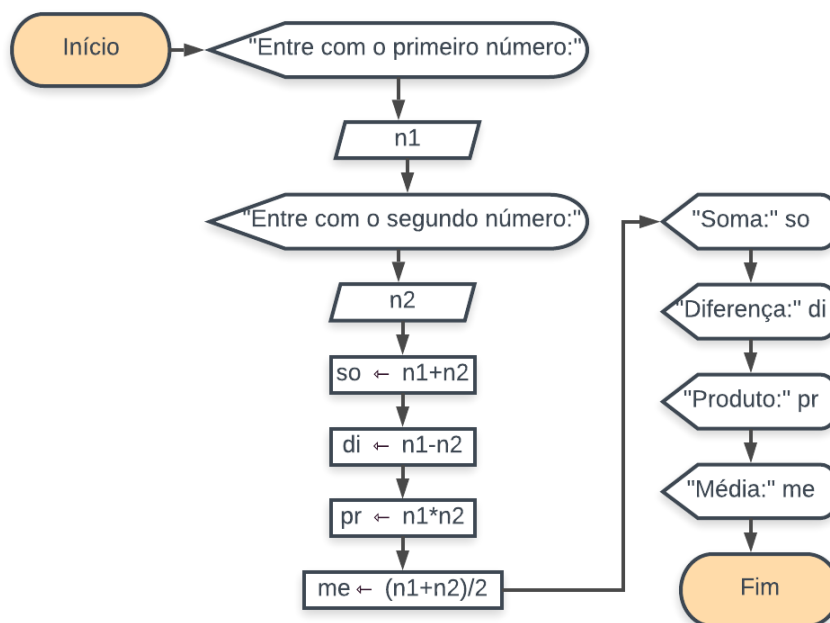 Início
"Entre com o primeiro número:"
n1
"Entre com o segundo número:"
n2
so ← n1+n2
di ← n1-n2
pr ← n1*n2
me ← (n1+n2)/2
"Soma:" so
"Diferença:" di
"Produto:" pr
"Média:" me
Fim